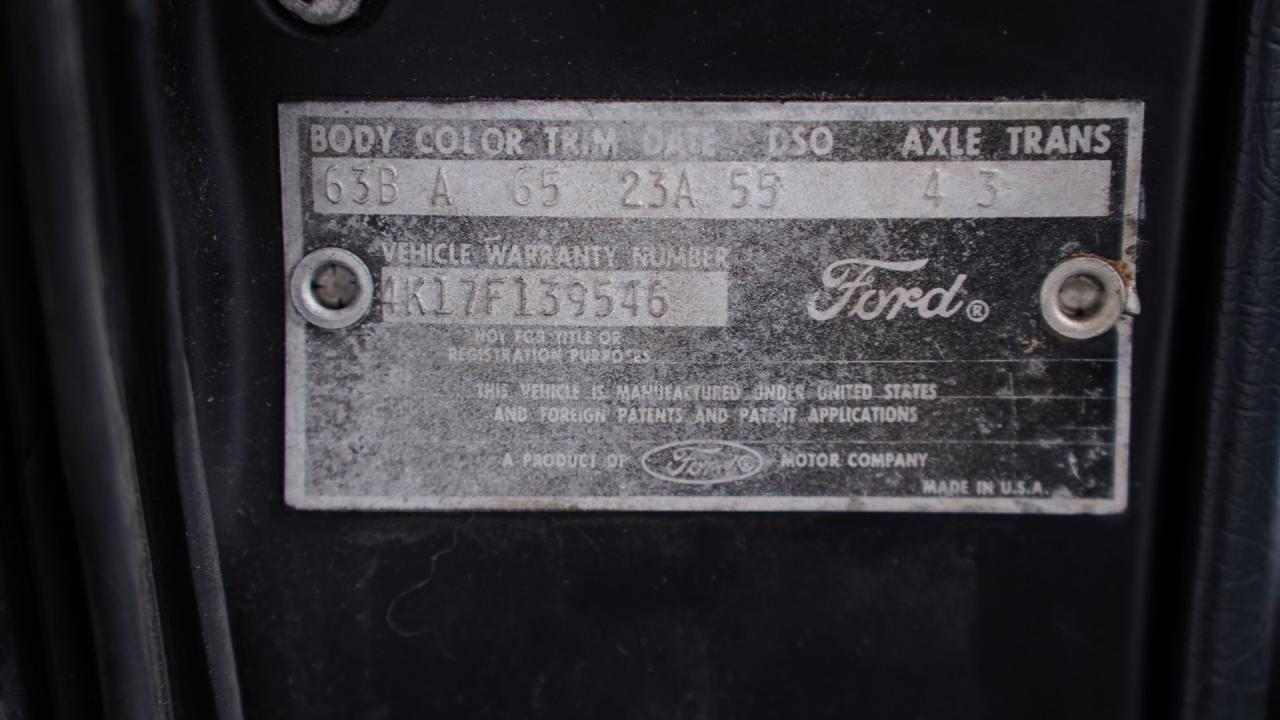 BODY COLOR TRIM DATE DSO AXLE TRANS
63B A 65 23A 55 4 3
VEHICLE WARRANTY NUMBER
4K17F139546
Ford®
NOT FOR TITLE OR
REGISTRATION PURPOSES
THIS VEHICLE IS MANUFACTURED UNDER UNITED STATES
AND FOREIGN PATENTS AND PATENT APPLICATIONS
A PRODUCT OF Ford® MOTOR COMPANY
MADE IN U.S.A.